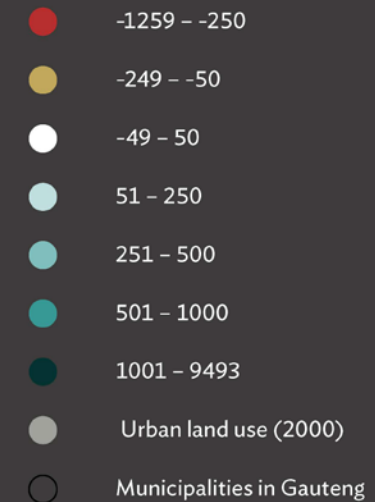 -1259 – -250
-249 – -50
-49 – 50
51 – 250
251 – 500
501 – 1000
1001 – 9493
Urban land use (2000)
Municipalities in Gauteng